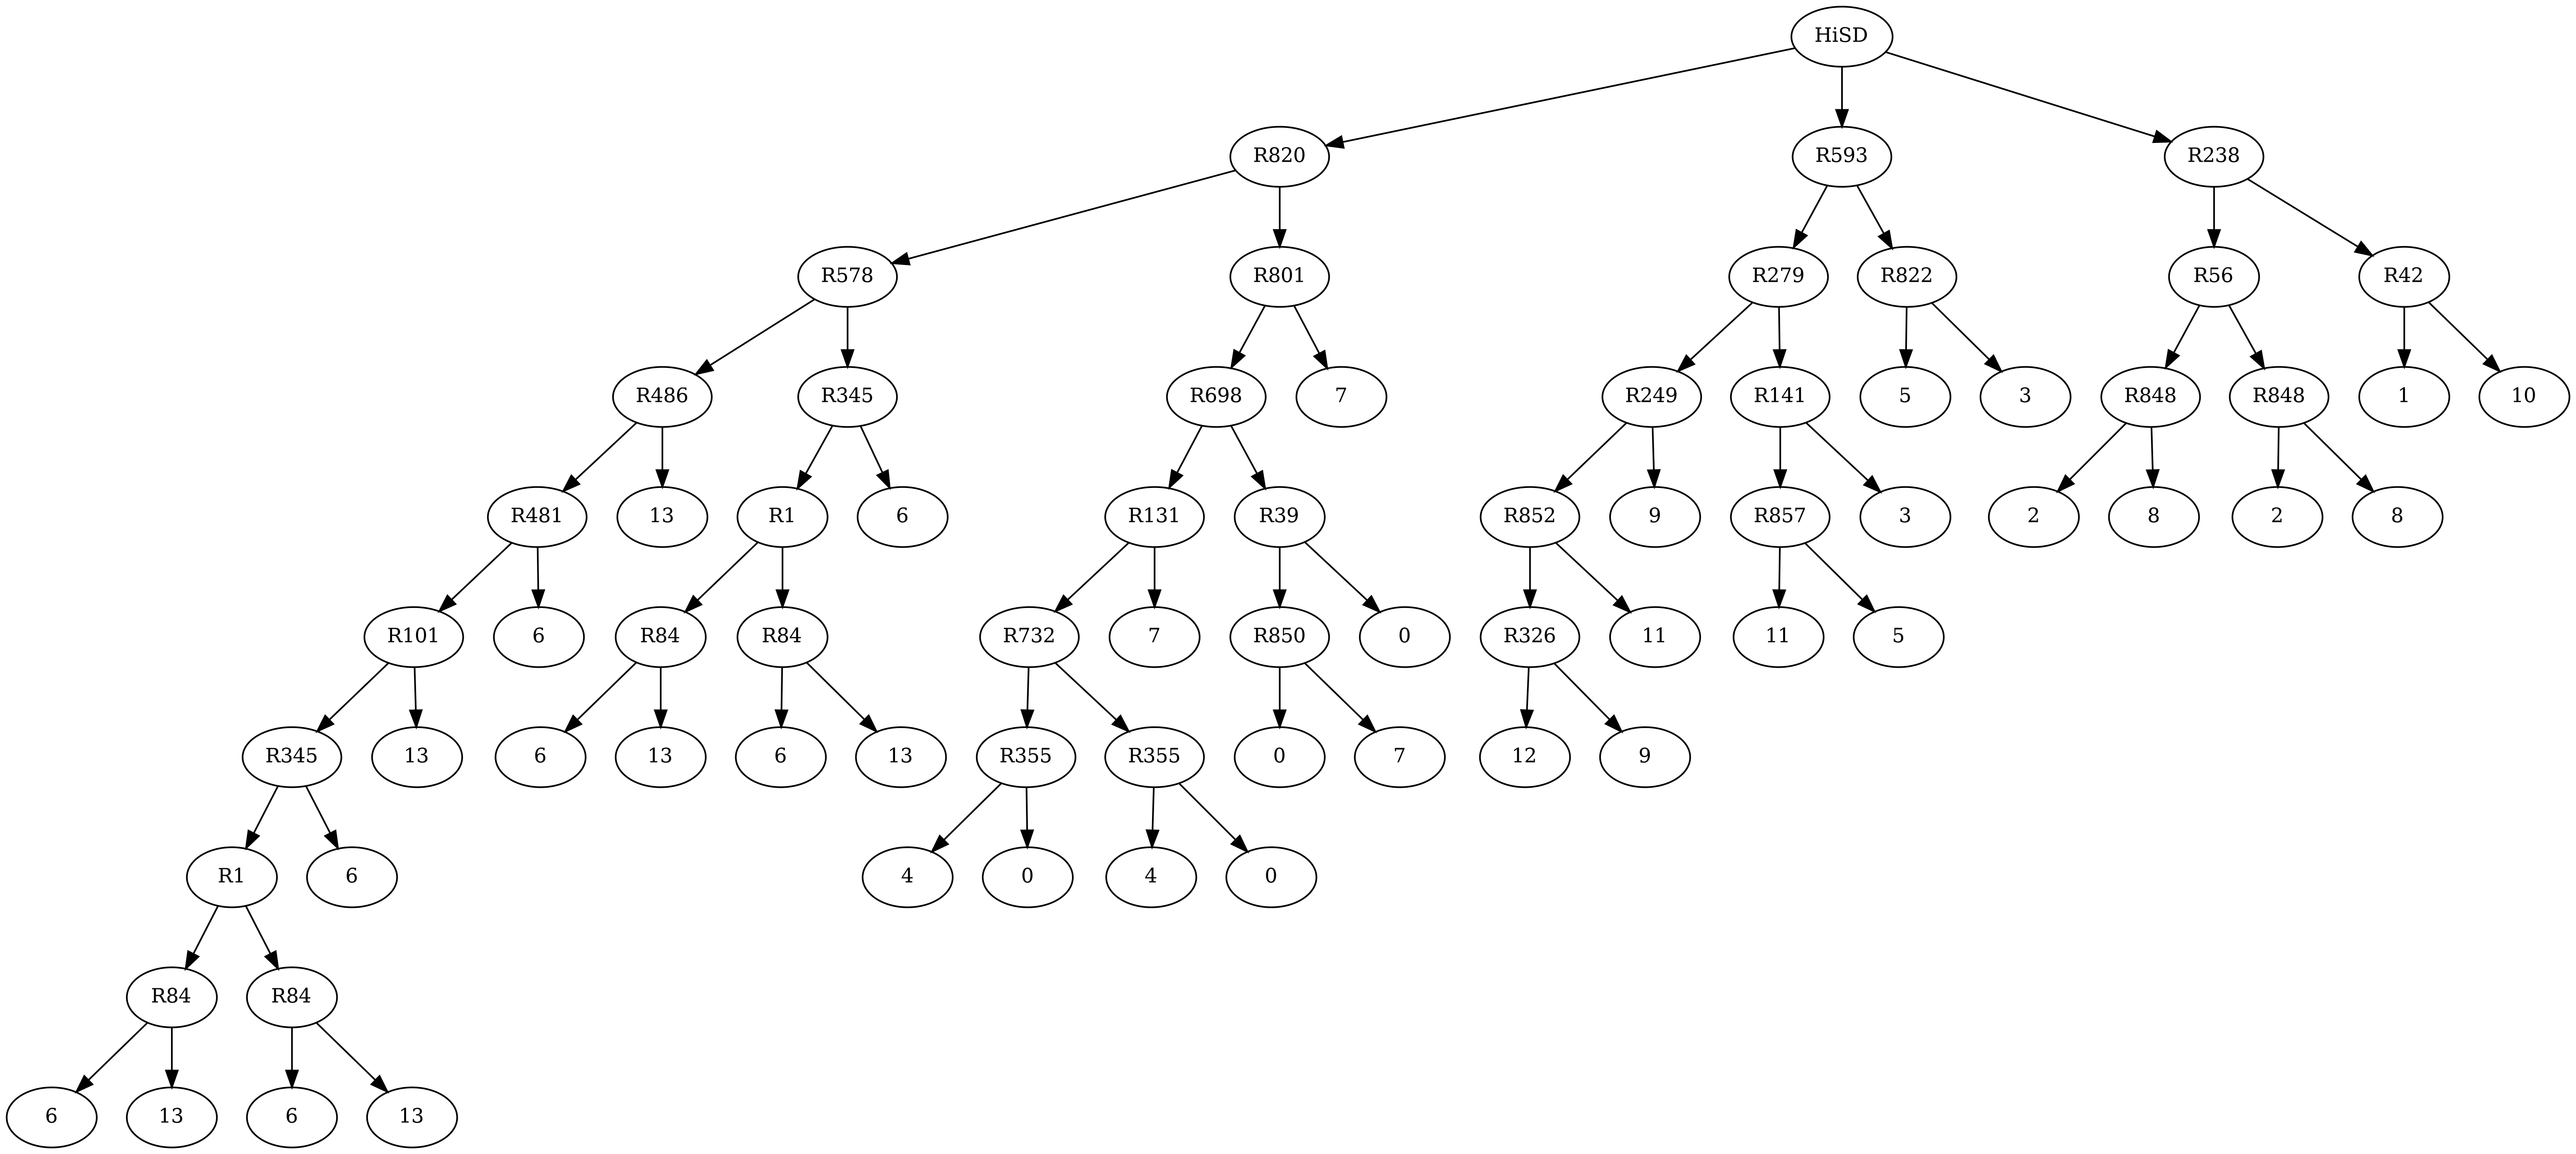 HiSD
R820 R593 R238
R578 R801 R279 R822 R56 R42
R486 R345 R698 7 R249 R141 5 3 R848 R848 1 10
R481 13 R1 6 R131 R39 R852 9 R857 3 2 8 2 8
R101 6 R84 R84 R732 7 R850 0 R326 11 11 5
R345 13 6 13 6 13 R355 R355 0 7 12 9
R1 6 4 0 4 0
R84 R84
6 13 6 13